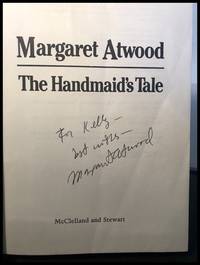 Margaret Atwood
The Handmaid's Tale
For Kelly —
best wishes —
Margaret Atwood
McClelland and Stewart